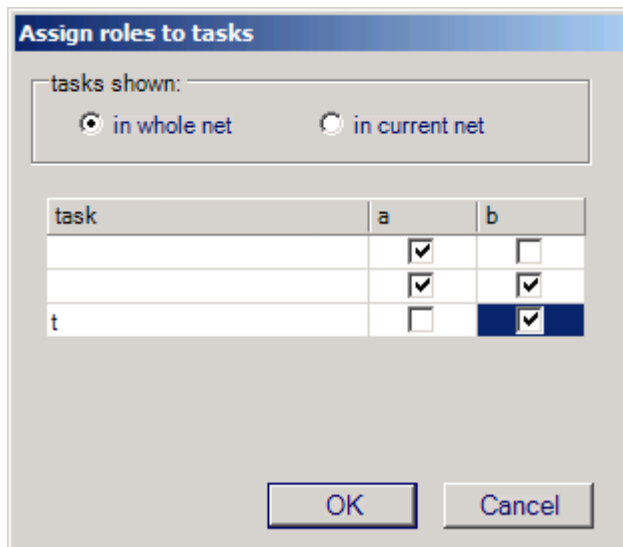 Assign roles to tasks
tasks shown:
in whole net in current net
task a b
t
OK Cancel